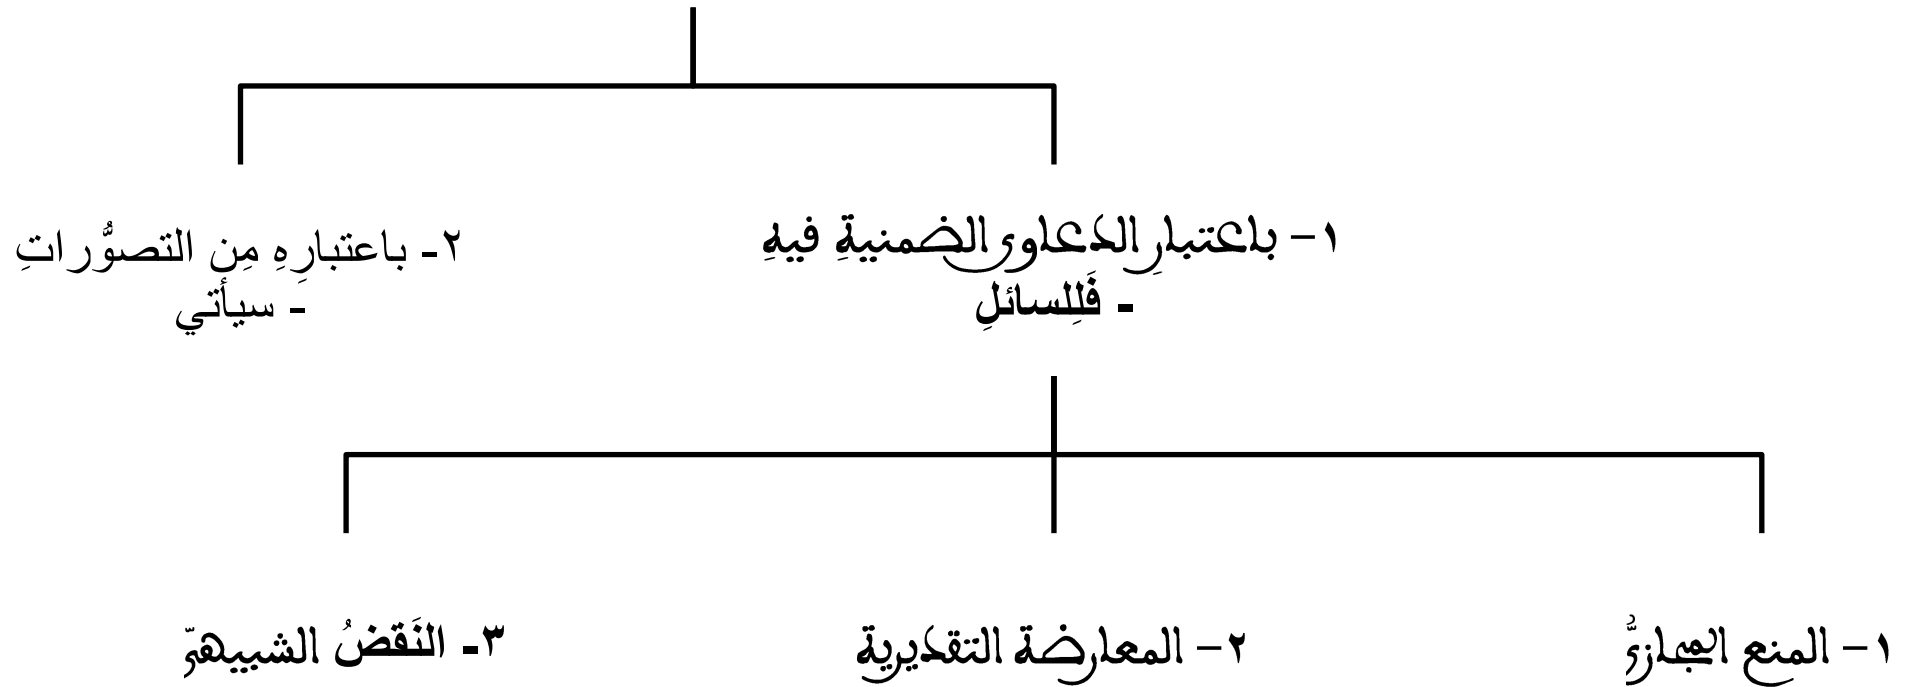 ١- باعتبارِ الدعاوى الضمنيةِ فيهِ
- فَلِلسائلِ
٢- باعتبارِهِ مِن التصوُّراتِ
- سيأتي
١- المنع المجازيُّ
٢- المعارضة التقديرية
٣- النَقضُ الشبيهيّ